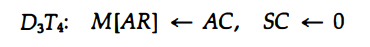 D₃T₄: M[AR] ← AC, SC ← 0